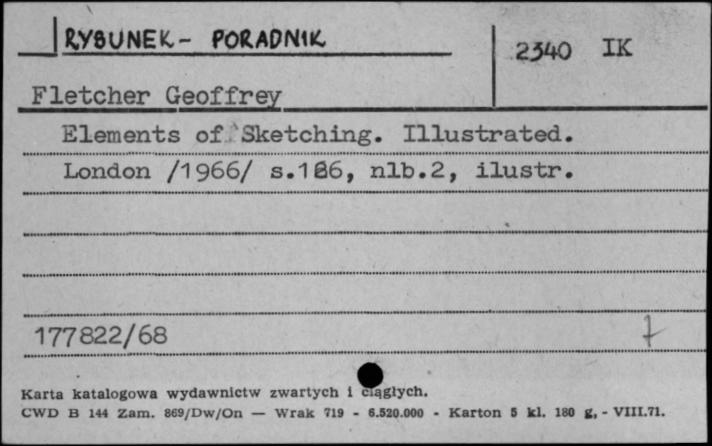 RYSUNEK - PORADNIK
2340 IK
Fletcher Geoffrey
Elements of Sketching. Illustrated.
London /1966/ nlb.2, ilustr.
177822/68
Karta katalogowa wydawnictw zwartych i ciągłych.
CWD B 144 Zam. 869/Dw/On — Wrak 719 - 6.520.000 - Karton 5 kl. 180 g, - VIII.71.